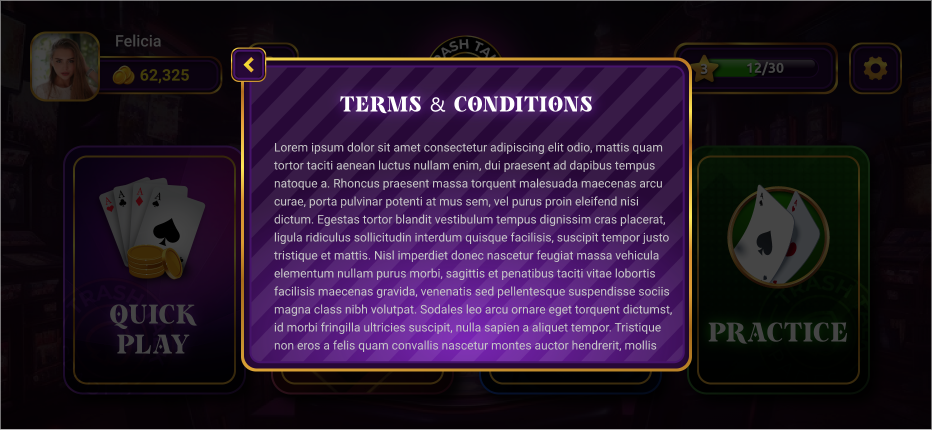 Felicia
62,325
ASH TA
3
12/30
TERMS & CONDITIONS
Lorem ipsum dolor sit amet consectetur adipiscing elit odio, mattis quam
tortor taciti aenean luctus nullam enim, dui praesent ad dapibus tempus
natoque a. Rhoncus praesent massa torquent malesuada maecenas arcu
curae, porta pulvinar potenti at mus sem, vel purus proin eleifend nisi
dictum. Egestas tortor blandit vestibulum tempus dignissim cras placerat,
ligula ridiculus sollicitudin interdum quisque facilisis, suscipit tempor justo
tristique et mattis. Nisl imperdiet donec nascetur feugiat massa vehicula
elementum nullam purus morbi, sagittis et penatibus taciti vitae lobortis
facilisis maecenas gravida, venenatis sed pellentesque suspendisse sociis
magna class nibh volutpat. Sodales leo arcu ornare eget torquent dictumst,
id morbi fringilla ultricies suscipit, nulla sapien a aliquet tempor. Tristique
non eros a felis quam convallis nascetur montes auctor hendrerit, mollis
A
A
A
A
QUICK
PLAY
PRACTICE